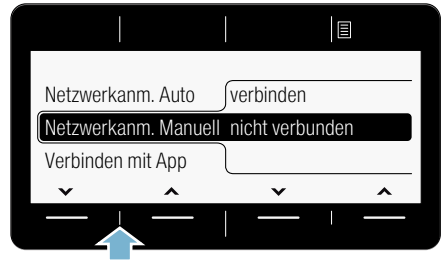 Netzwerkanm. Auto verbinden
Netzwerkanm. Manuell nicht verbunden
Verbinden mit App